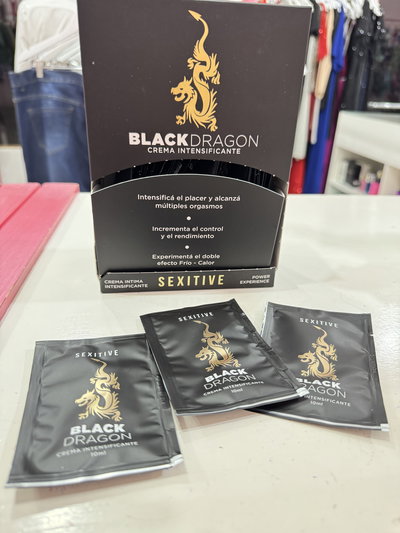 BLACKDRAGON
CREMA INTENSIFICANTE
Intensificá el placer y alcanzá
múltiples orgasmos
Incrementa el control
y el rendimiento
Experimentá el doble
efecto Frío - Calor
CREMA INTIMA
INTENSIFICANTE
SEXITIVE
POWER
EXPERIENCE
SEXITIVE
BLACK
DRAGON
CREMA INTENSIFICANTE
10ml
SEXITIVE
BLACK
DRAGON
CREMA INTENSIFICANTE
10ml
SEXITIVE
BLACK
DRAGON
CREMA INTENSIFICANTE
10ml